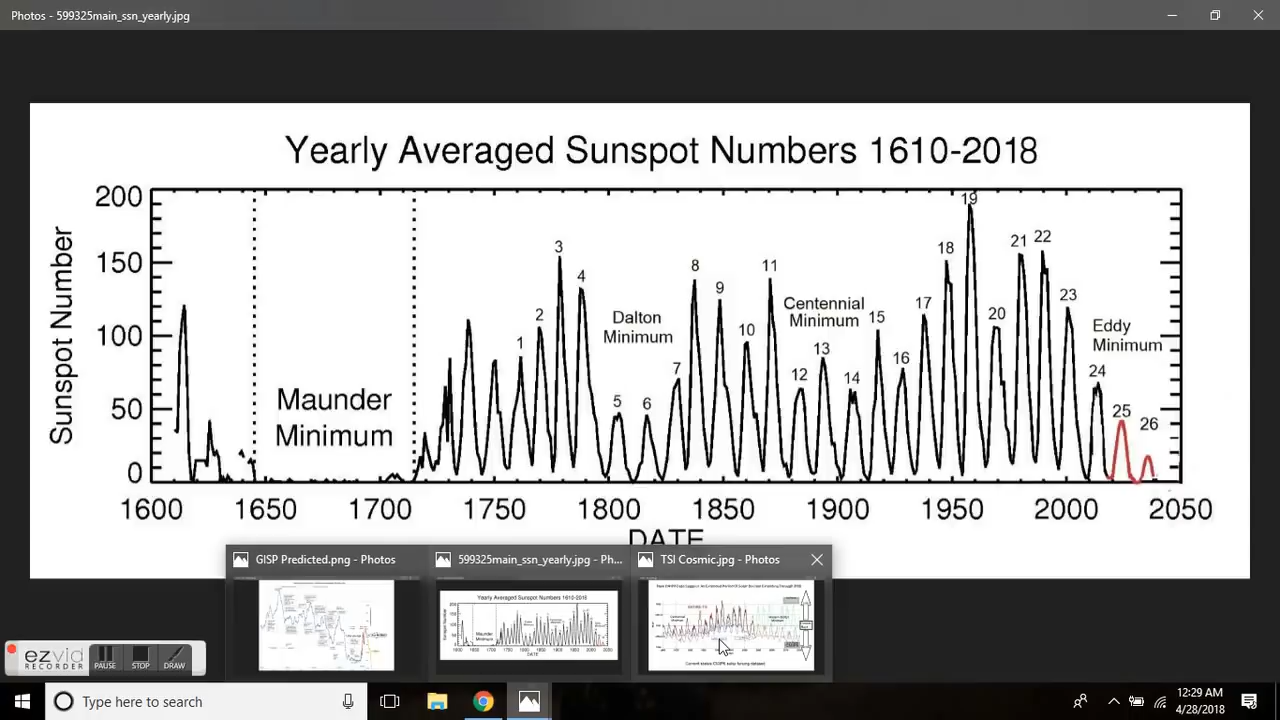 Photos - 599325main_ssn_yearly.jpg
Yearly Averaged Sunspot Numbers 1610-2018
Sunspot Number
200
150
100
50
0
Maunder
Minimum
1
2
3
4
Dalton
Minimum
5
6
7
8
9
10
11
Centennial
Minimum
12
13
14
15
16
17
18
19
20
21
22
23
Eddy
Minimum
24
25
26
1600 1650 1700 1750 1800 1850 1900 1950 2000 2050
DATE
GISP Predicted.png - Photos
599325main_ssn_yearly.jpg - Ph...
TSI Cosmic.jpg - Photos
Yearly Averaged Sunspot Numbers 1610-2018
Maunder
Minimum
DATE
ezvid
RECORDER
PAUSE
STOP
DRAW
Type here to search
12:29 AM
4/28/2018